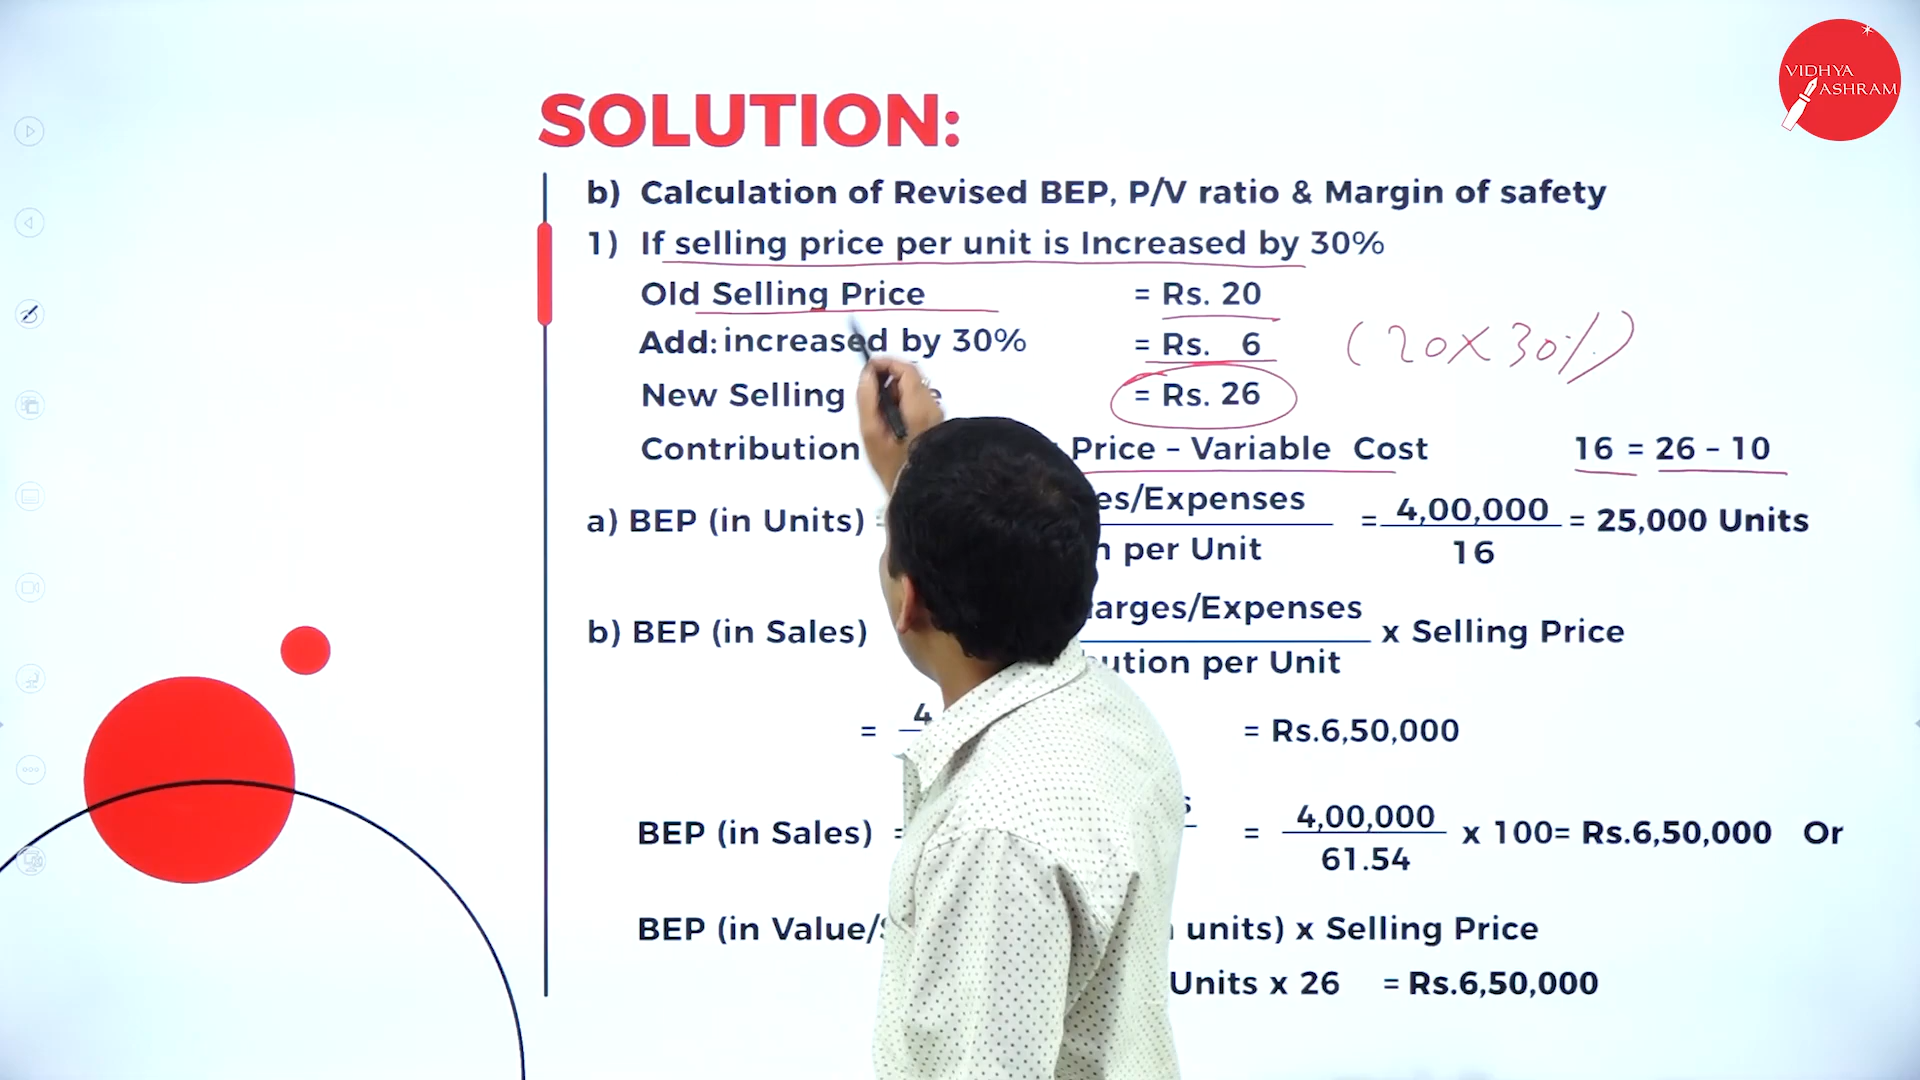 VIDHYA
ASHRAM
SOLUTION:
b) Calculation of Revised BEP, P/V ratio & Margin of safety
1) If selling price per unit is Increased by 30%
Old Selling Price = Rs. 20
Add: increased by 30% = Rs. 6 (20X30%)
New Selling = Rs. 26
Contribution Price – Variable Cost 16 = 26 – 10
a) BEP (in Units) = es/Expenses
n per Unit
= 4,00,000
16
= 25,000 Units
b) BEP (in Sales) arges/Expenses
bution per Unit
x Selling Price
= 4 = Rs.6,50,000
BEP (in Sales) = = 4,00,000
61.54
x 100= Rs.6,50,000 Or
BEP (in Value/ units) x Selling Price
Units x 26 = Rs.6,50,000